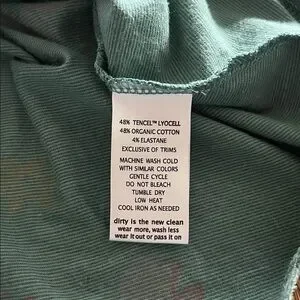 48% TENCEL™ LYOCELL
48% ORGANIC COTTON
4% ELASTANE
EXCLUSIVE OF TRIMS
MACHINE WASH COLD
WITH SIMILAR COLORS
GENTLE CYCLE
DO NOT BLEACH
TUMBLE DRY
LOW HEAT
COOL IRON AS NEEDED
dirty is the new clean
wear more, wash less
wear it out or pass it on